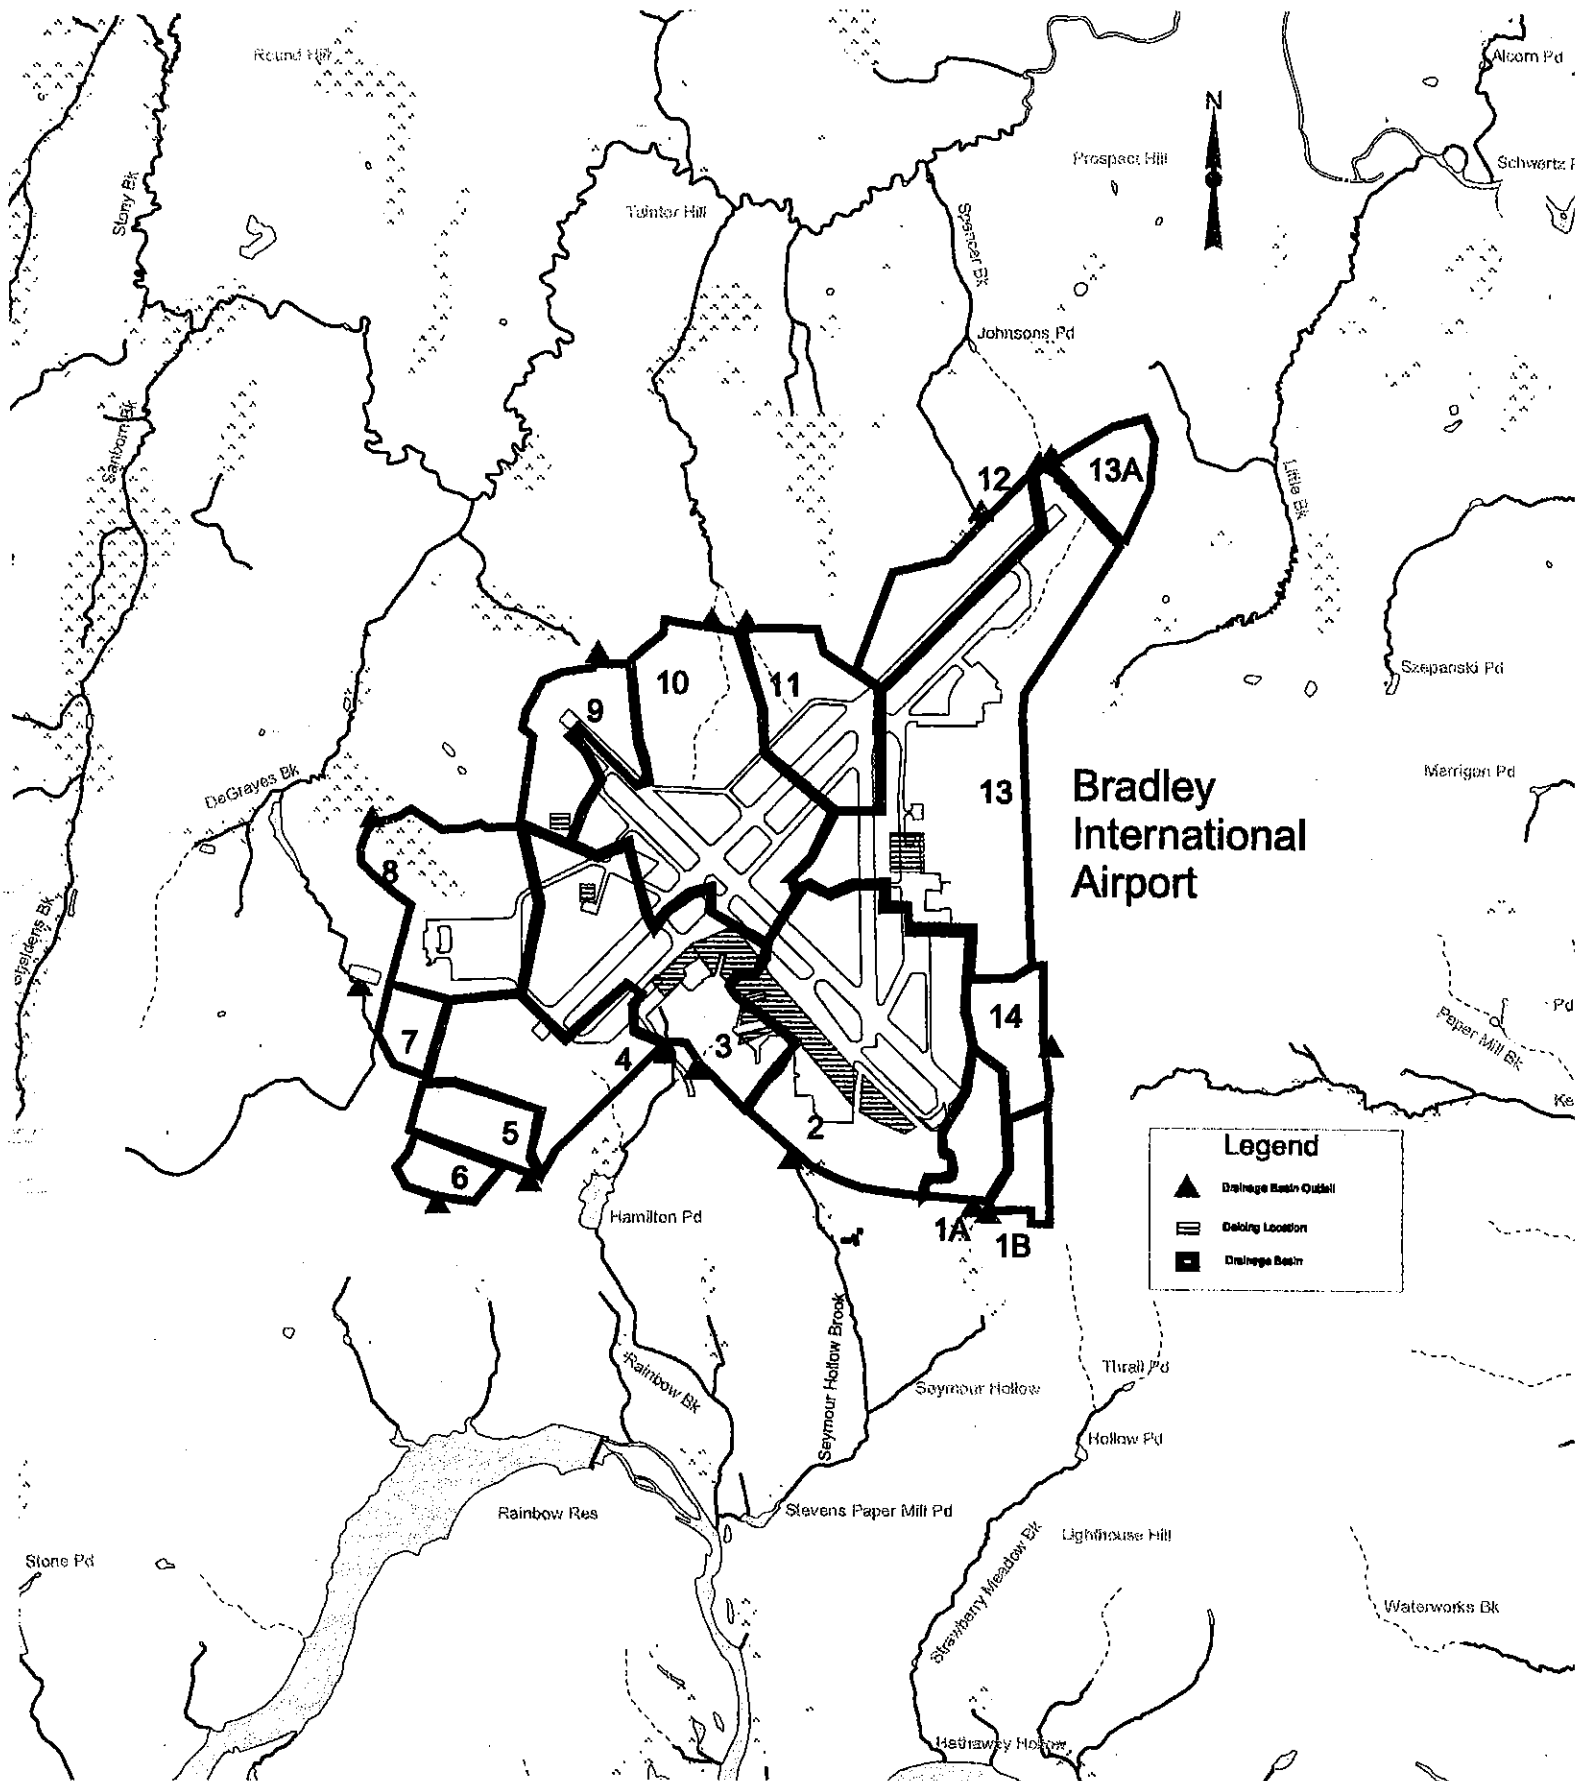 Round Hill
Alcorn Pd
N
Prospect Hill
Stony Bk
Taintor Hill
Spencer Bk
Johnsons Pd
Sanborn Bk
12
13A
Little Bk
Szepanski Pd
10
11
9
DeGrayes Bk
13
Bradley
International
Airport
Merrigan Pd
8
14
Pd
Paper Mill Bk
7
4
3
2
5
6
Legend
Drainage Basin Outfall
Deicing Location
Drainage Basin
Hamilton Pd
1A
1B
Rainbow Bk
Seymour Hollow Brook
Seymour Hollow
Thrall Pd
Hollow Pd
Rainbow Res
Stevens Paper Mill Pd
Strawberry Meadow Bk
Lighthouse Hill
Stone Pd
Waterworks Bk
Hathaway Hollow